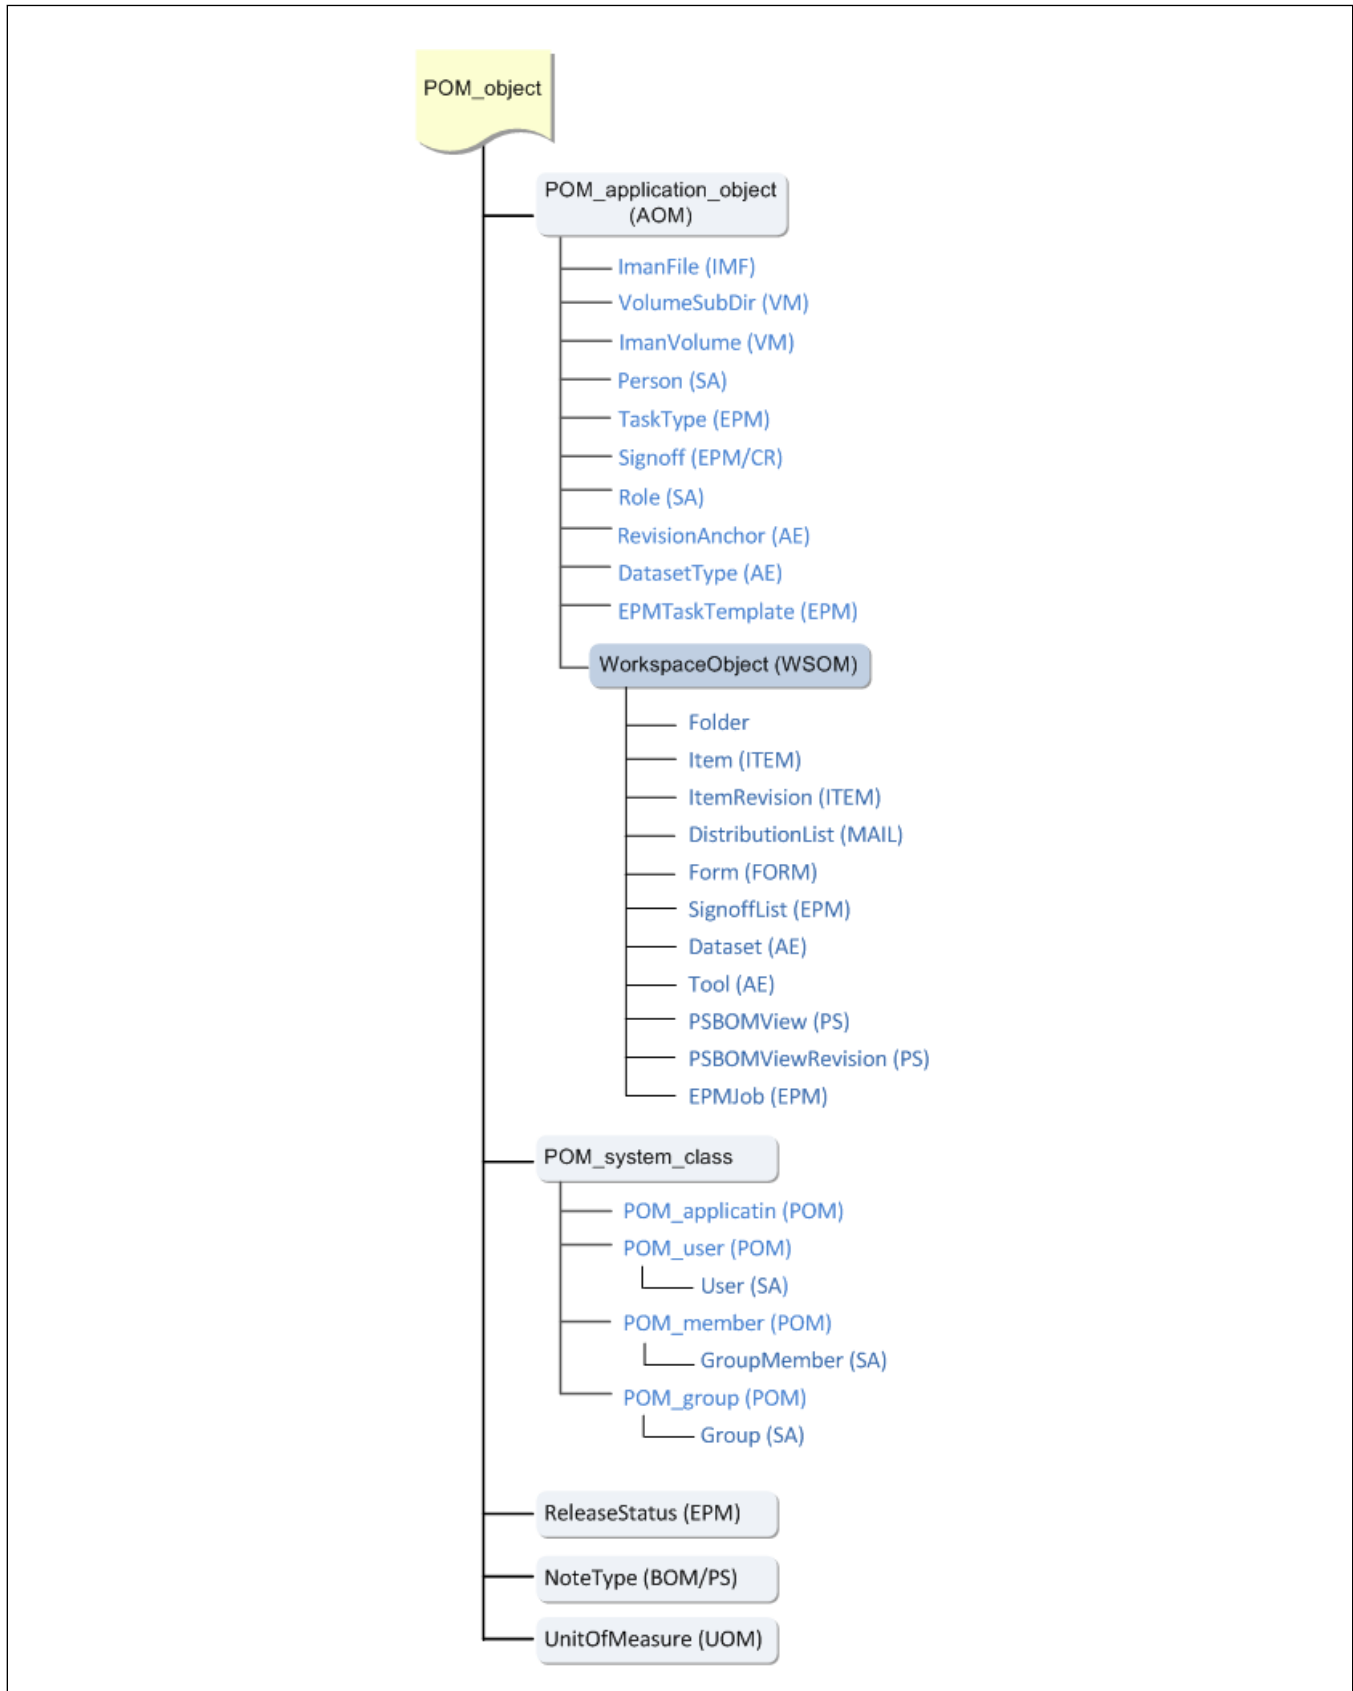 POM_object
POM_application_object
(AOM)
ImanFile (IMF)
VolumeSubDir (VM)
ImanVolume (VM)
Person (SA)
TaskType (EPM)
Signoff (EPM/CR)
Role (SA)
RevisionAnchor (AE)
DatasetType (AE)
EPMTaskTemplate (EPM)
WorkspaceObject (WSOM)
Folder
Item (ITEM)
ItemRevision (ITEM)
DistributionList (MAIL)
Form (FORM)
SignoffList (EPM)
Dataset (AE)
Tool (AE)
PSBOMView (PS)
PSBOMViewRevision (PS)
EPMJob (EPM)
POM_system_class
POM_applicatin (POM)
POM_user (POM)
User (SA)
POM_member (POM)
GroupMember (SA)
POM_group (POM)
Group (SA)
ReleaseStatus (EPM)
NoteType (BOM/PS)
UnitOfMeasure (UOM)